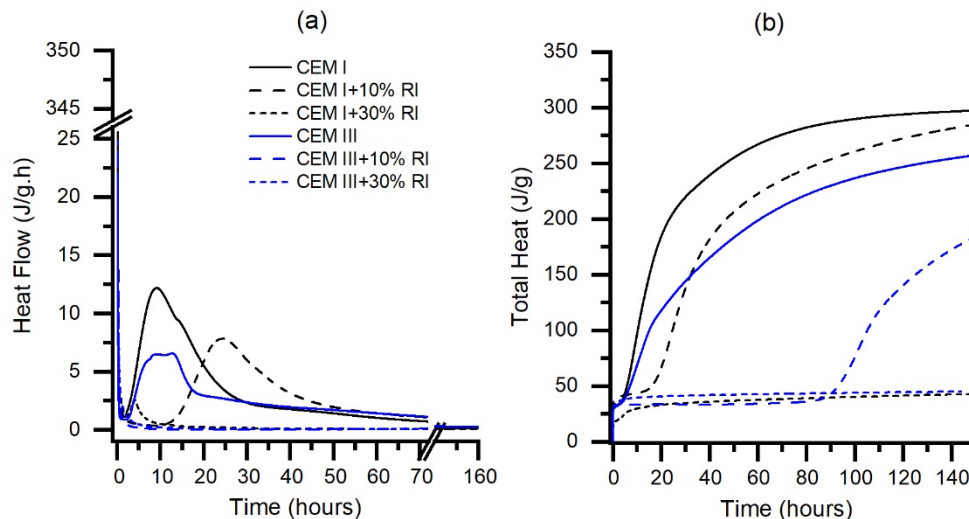 (a)
350
345
25
20
15
10
5
0
Heat Flow (J/g.h)
CEM I
CEM I+10% RI
CEM I+30% RI
CEM III
CEM III+10% RI
CEM III+30% RI
0 10 20 30 40 50 60 70 160
Time (hours)
(b)
350
300
250
200
150
100
50
0
Total Heat (J/g)
0 20 40 60 80 100 120 140
Time (hours)